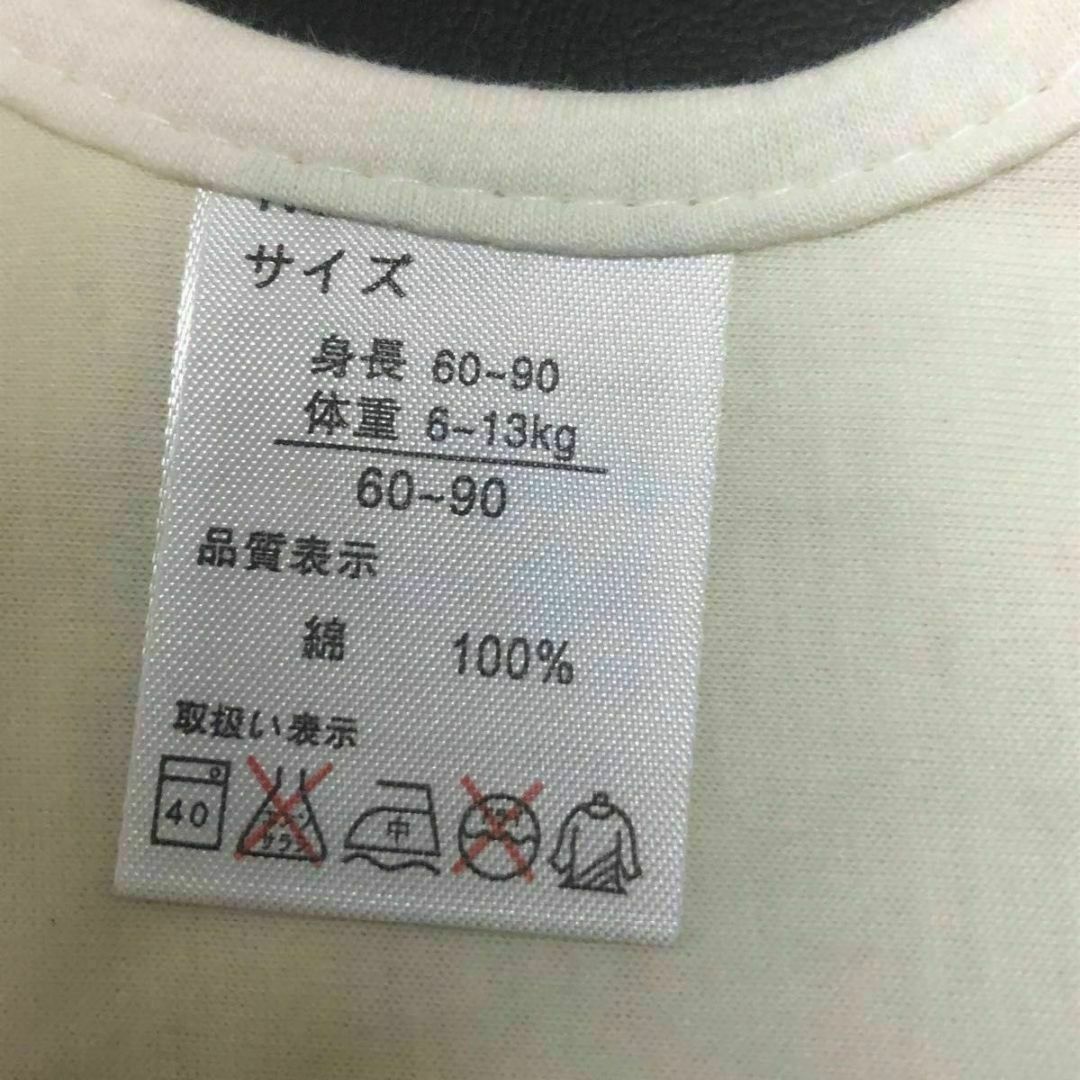 サイズ
身長 60~90
体重 6~13kg
60~90
品質表示
綿 100%
取扱い表示
40 中